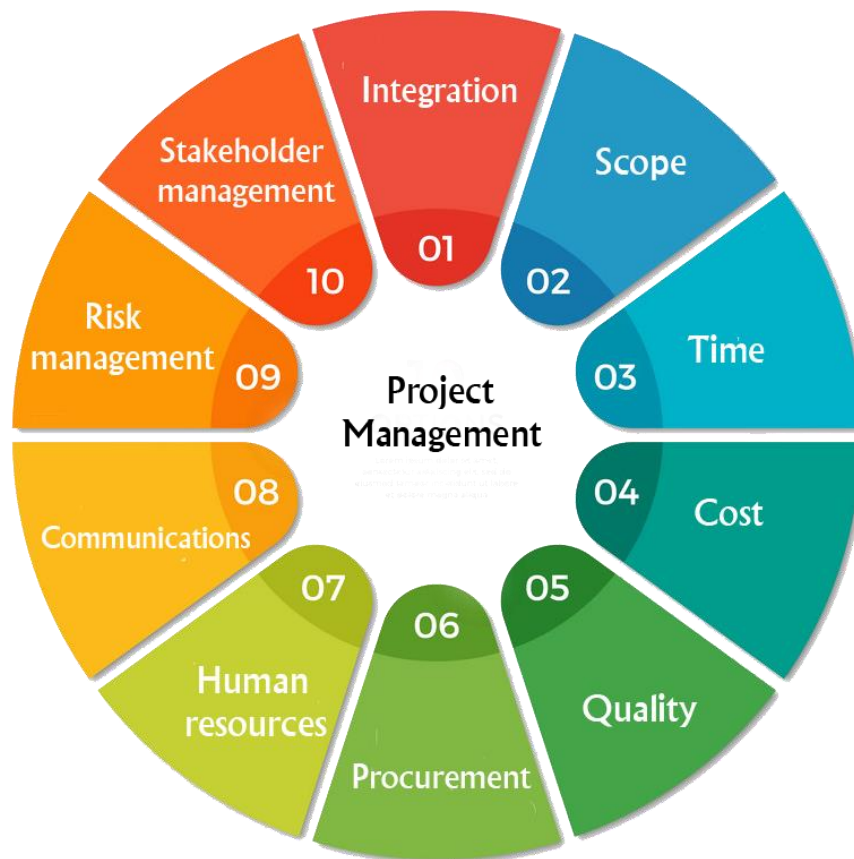 Project
Management
Integration
01
Scope
02
Time
03
Cost
04
Quality
05
Procurement
06
Human
resources
07
Communications
08
Risk
management
09
Stakeholder
management
10